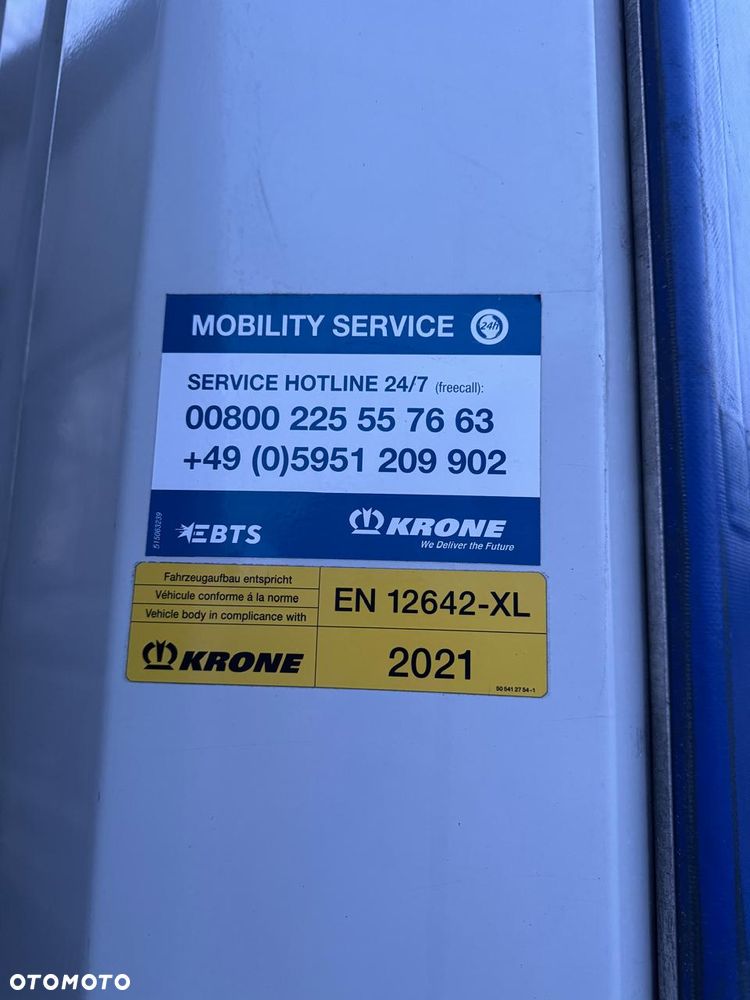 MOBILITY SERVICE 24h
SERVICE HOTLINE 24/7 (freecall):
00800 225 55 76 63
+49 (0)5951 209 902
515063239
EBTS
KRONE
We Deliver the Future
Fahrzeugaufbau entspricht
Véhicule conforme á la norme
Vehicle body in complicance with
EN 12642-XL
KRONE
2021
50 541 27 54 -1
OTOMOTO